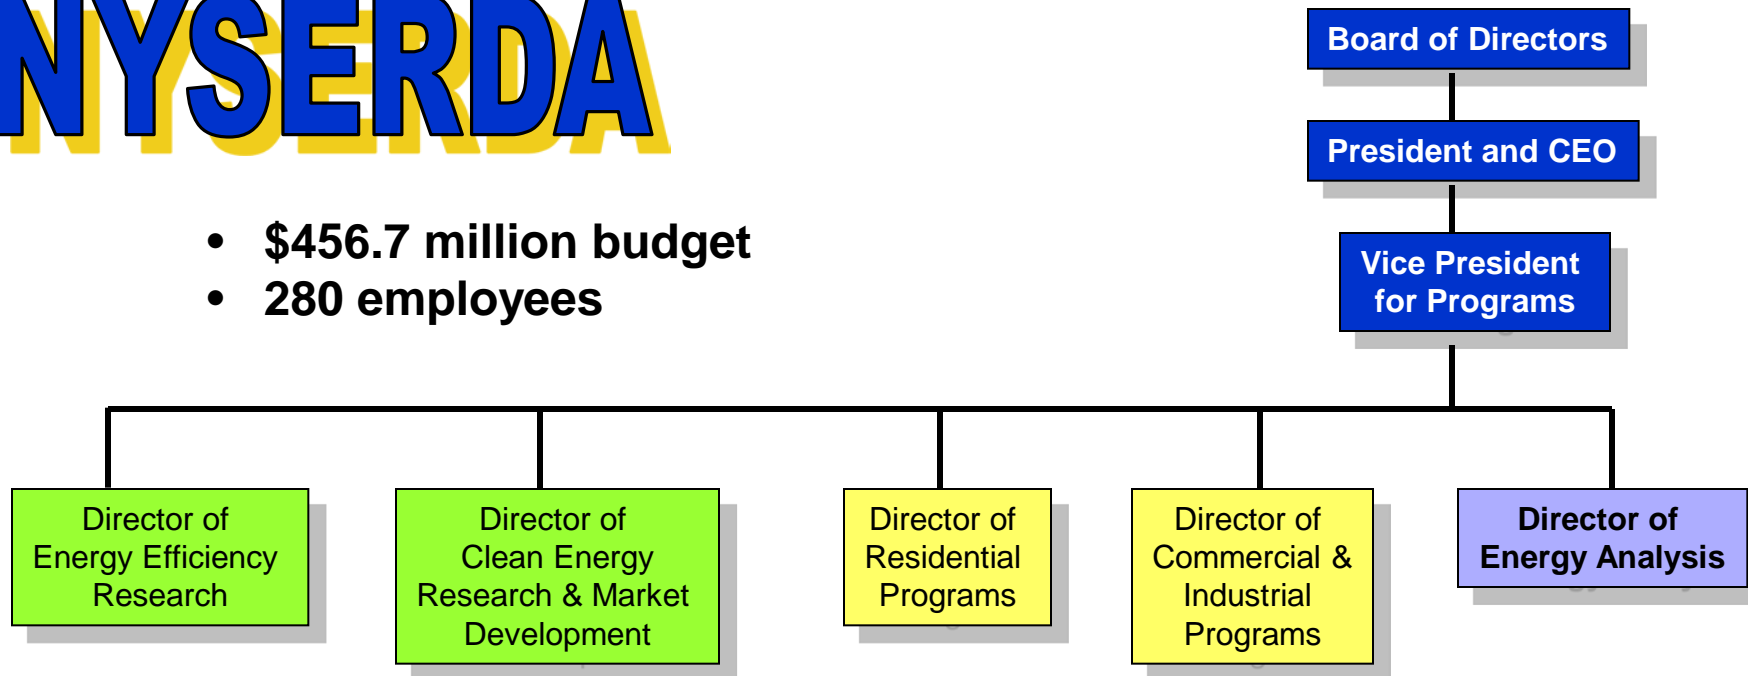 NYSERDA
• $456.7 million budget
• 280 employees
Board of Directors
President and CEO
Vice President
for Programs
Director of
Energy Efficiency
Research
Director of
Clean Energy
Research & Market
Development
Director of
Residential
Programs
Director of
Commercial &
Industrial
Programs
Director of
Energy Analysis